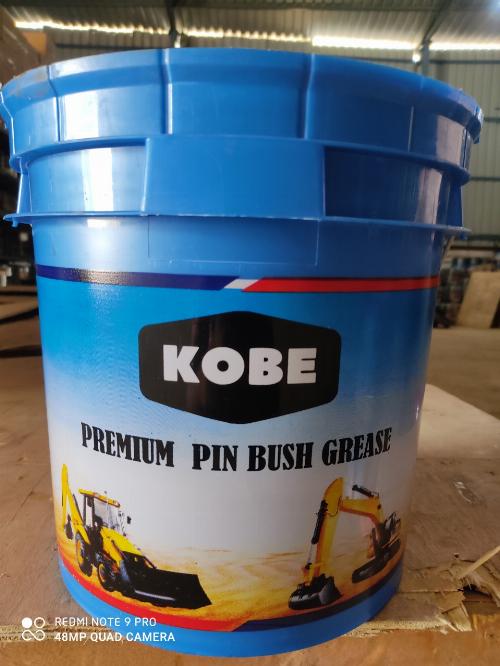 KOBE
PREMIUM PIN BUSH GREASE
REDMI NOTE 9 PRO
48MP QUAD CAMERA